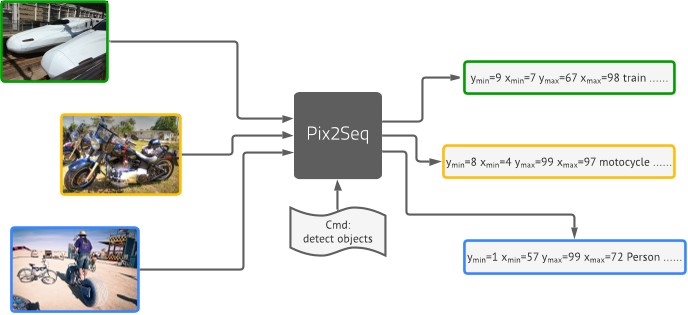 Pix2Seq
Cmd:
detect objects
ymin=9 xmin=7 ymax=67 xmax=98 train ......
ymin=8 xmin=4 ymax=99 xmax=97 motocycle ......
ymin=1 xmin=57 ymax=99 xmax=72 Person ......